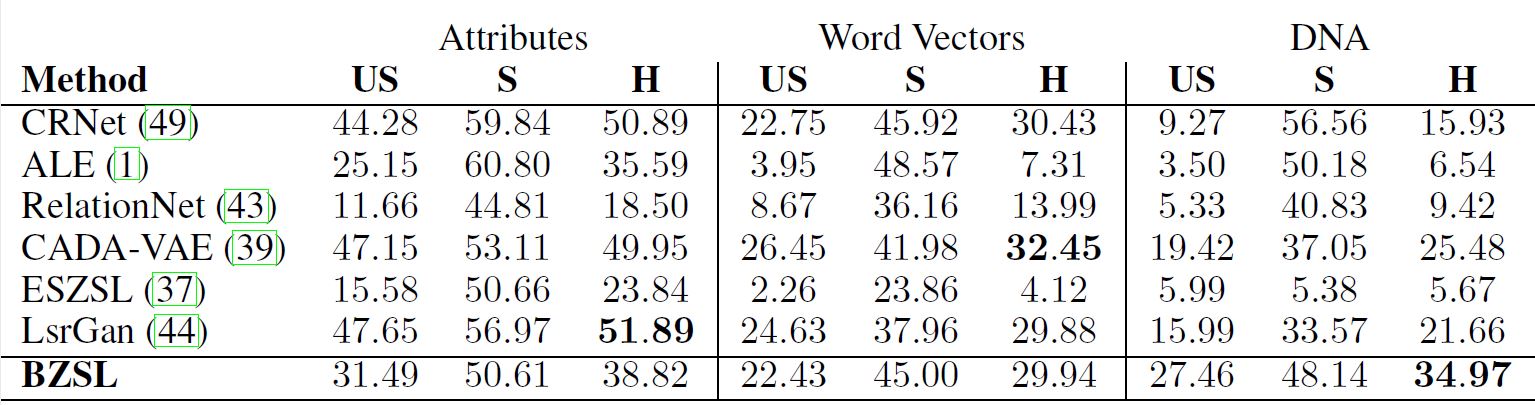 Attributes Word Vectors DNA
Method US S H US S H US S H
CRNet (49) 44.28 59.84 50.89 22.75 45.92 30.43 9.27 56.56 15.93
ALE (1) 25.15 60.80 35.59 3.95 48.57 7.31 3.50 50.18 6.54
RelationNet (43) 11.66 44.81 18.50 8.67 36.16 13.99 5.33 40.83 9.42
CADA-VAE (39) 47.15 53.11 49.95 26.45 41.98 32.45 19.42 37.05 25.48
ESZSL (37) 15.58 50.66 23.84 2.26 23.86 4.12 5.99 5.38 5.67
LsrGan (44) 47.65 56.97 51.89 24.63 37.96 29.88 15.99 33.57 21.66
BZSL 31.49 50.61 38.82 22.43 45.00 29.94 27.46 48.14 34.97